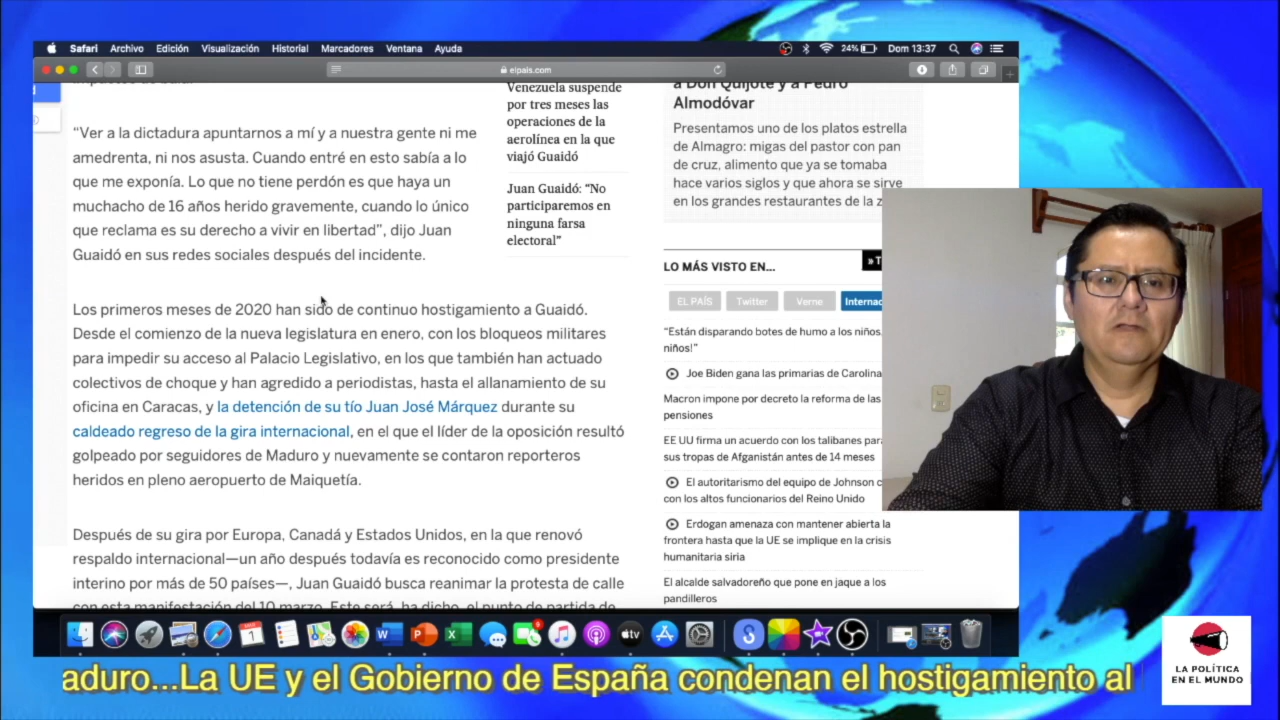 Safari Archivo Edición Visualización Historial Marcadores Ventana Ayuda
24% Dom 13:37
elpais.com
“Ver a la dictadura apuntarnos a mí y a nuestra gente ni me
amedrenta, ni nos asusta. Cuando entré en esto sabía a lo
que me exponía. Lo que no tiene perdón es que haya un
muchacho de 16 años herido gravemente, cuando lo único
que reclama es su derecho a vivir en libertad”, dijo Juan
Guaidó en sus redes sociales después del incidente.
Los primeros meses de 2020 han sido de continuo hostigamiento a Guaidó.
Desde el comienzo de la nueva legislatura en enero, con los bloqueos militares
para impedir su acceso al Palacio Legislativo, en los que también han actuado
colectivos de choque y han agredido a periodistas, hasta el allanamiento de su
oficina en Caracas, y la detención de su tío Juan José Márquez durante su
caldeado regreso de la gira internacional, en el que el líder de la oposición resultó
golpeado por seguidores de Maduro y nuevamente se contaron reporteros
heridos en pleno aeropuerto de Maiquetía.
Después de su gira por Europa, Canadá y Estados Unidos, en la que renovó
respaldo internacional—un año después todavía es reconocido como presidente
interino por más de 50 países—, Juan Guaidó busca reanimar la protesta de calle
con esta manifestación del 10 marzo. Este será, ha dicho, el punto de partida de
Venezuela suspende
por tres meses las
operaciones de la
aerolínea en la que
viajó Guaidó
Juan Guaidó: “No
participaremos en
ninguna farsa
electoral”
a Don Quijote y a Pedro
Almodóvar
Presentamos uno de los platos estrella
de Almagro: migas del pastor con pan
de cruz, alimento que ya se tomaba
hace varios siglos y que ahora se sirve
en los grandes restaurantes de la z
LO MÁS VISTO EN...
»T
EL PAÍS Twitter Verne Internac
“Están disparando botes de humo a los niños.
niños!”
Joe Biden gana las primarias de Carolina
Macron impone por decreto la reforma de las
pensiones
EE UU firma un acuerdo con los talibanes para
sus tropas de Afganistán antes de 14 meses
El autoritarismo del equipo de Johnson c
con los altos funcionarios del Reino Unido
Erdogan amenaza con mantener abierta la
frontera hasta que la UE se implique en la crisis
humanitaria siria
El alcalde salvadoreño que pone en jaque a los
pandilleros
aduro...La UE y el Gobierno de España condenan el hostigamiento al
LA POLÍTICA
EN EL MUNDO